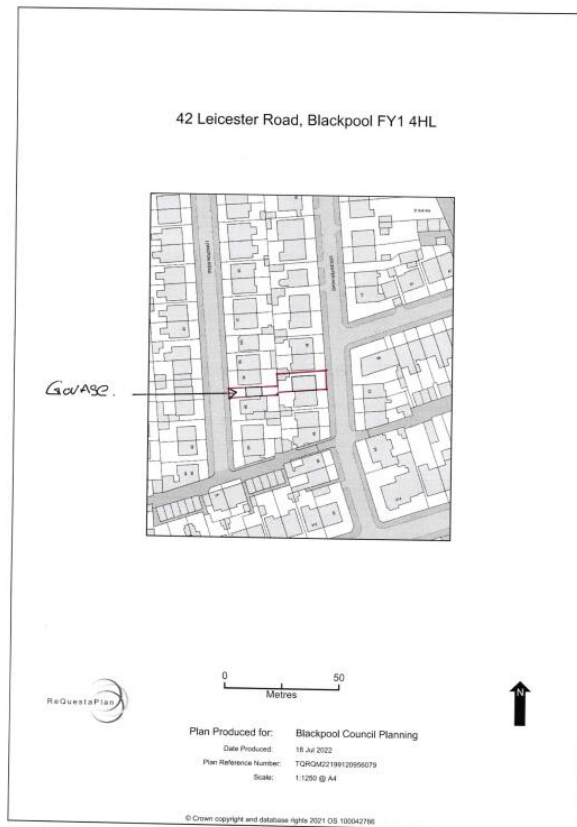 42 Leicester Road, Blackpool FY1 4HL
LEICESTER ROAD
GarAGe.
0 50
Metres
ReQuestaPlan
N
Plan Produced for: Blackpool Council Planning
Date Produced: 18 Jul 2022
Plan Reference Number: TQRQM22199120956079
Scale: 1:1250 @ A4
© Crown copyright and database rights 2021 OS 100042766